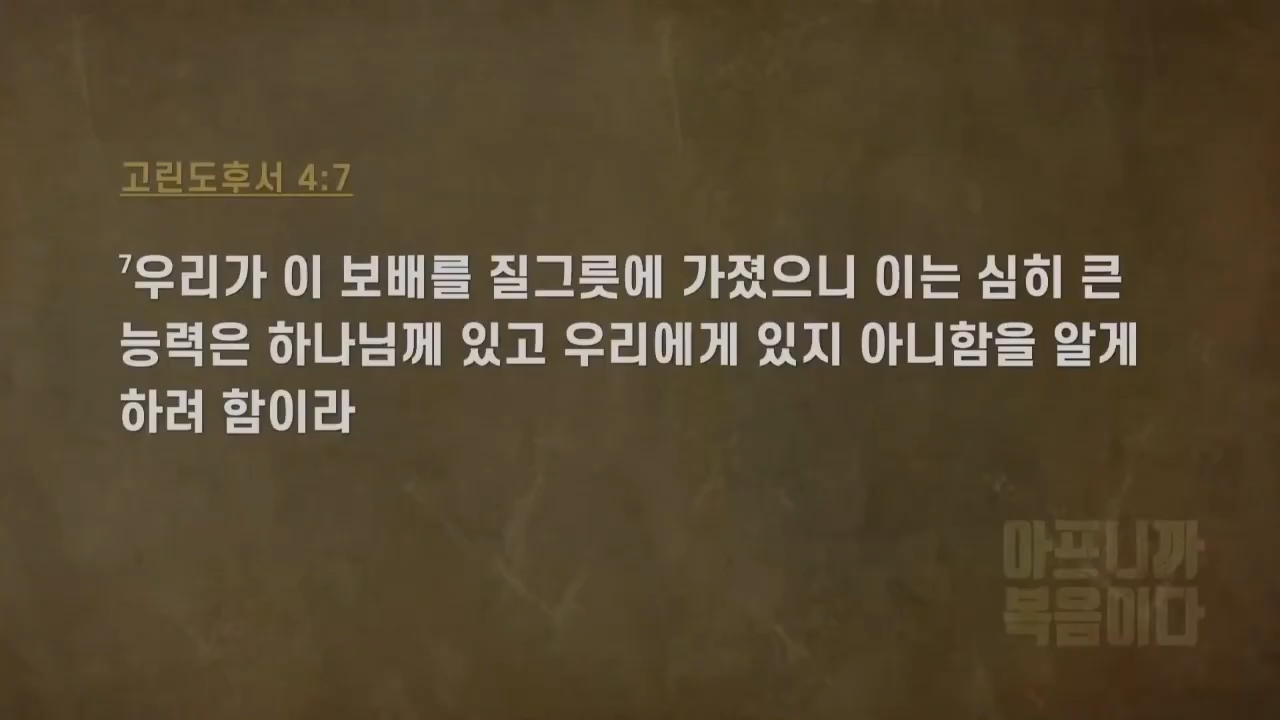 고린도후서 4:7
7우리가 이 보배를 질그릇에 가졌으니 이는 심히 큰
능력은 하나님께 있고 우리에게 있지 아니함을 알게
하려 함이라
아프니까
복음이다